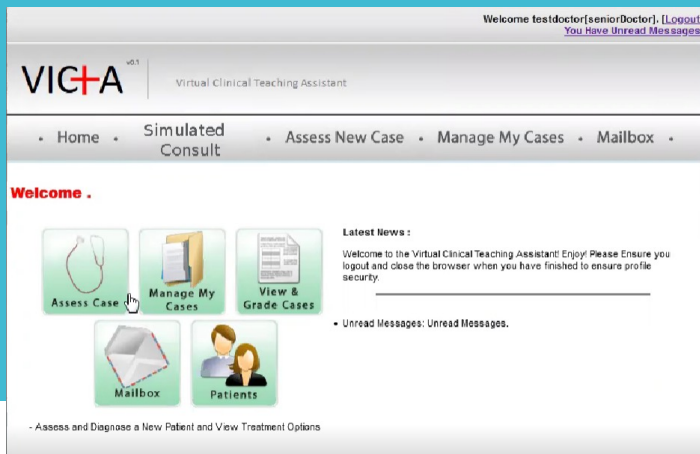 Welcome testdoctor[seniorDoctor]. [Logout
You Have Unread Messages
VICTA v0.1
Virtual Clinical Teaching Assistant
• Home • Simulated Consult • Assess New Case • Manage My Cases • Mailbox •
Welcome .
Assess Case
Manage My
Cases
View &
Grade Cases
Mailbox
Patients
- Assess and Diagnose a New Patient and View Treatment Options
Latest News :
Welcome to the Virtual Clinical Teaching Assistant! Enjoy! Please Ensure you
logout and close the browser when you have finished to ensure profile
security.
• Unread Messages: Unread Messages.